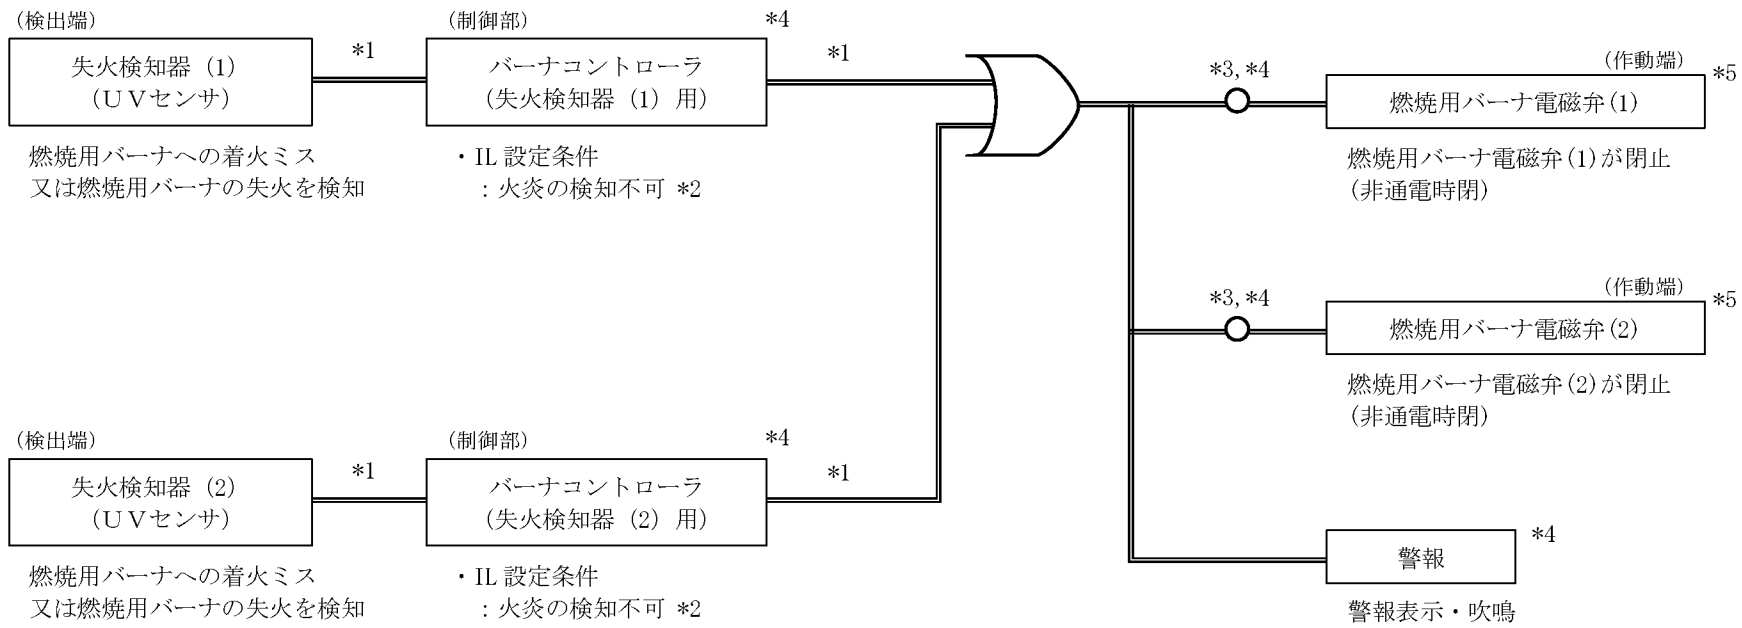 (検出端)
失火検知器 (1)
(UVセンサ)
*1
燃焼用バーナへの着火ミス
又は燃焼用バーナの失火を検知
(制御部)
*4
バーナコントローラ
(失火検知器 (1) 用)
*1
・IL 設定条件
: 火炎の検知不可 *2
*3, *4
(作動端)
*5
燃焼用バーナ電磁弁(1)
燃焼用バーナ電磁弁(1)が閉止
(非通電時閉)
*3, *4
(作動端)
*5
燃焼用バーナ電磁弁(2)
燃焼用バーナ電磁弁(2)が閉止
(非通電時閉)
(検出端)
失火検知器 (2)
(UVセンサ)
*1
燃焼用バーナへの着火ミス
又は燃焼用バーナの失火を検知
(制御部)
*4
バーナコントローラ
(失火検知器 (2) 用)
*1
・IL 設定条件
: 火炎の検知不可 *2
*4
警報
警報表示・吹鳴